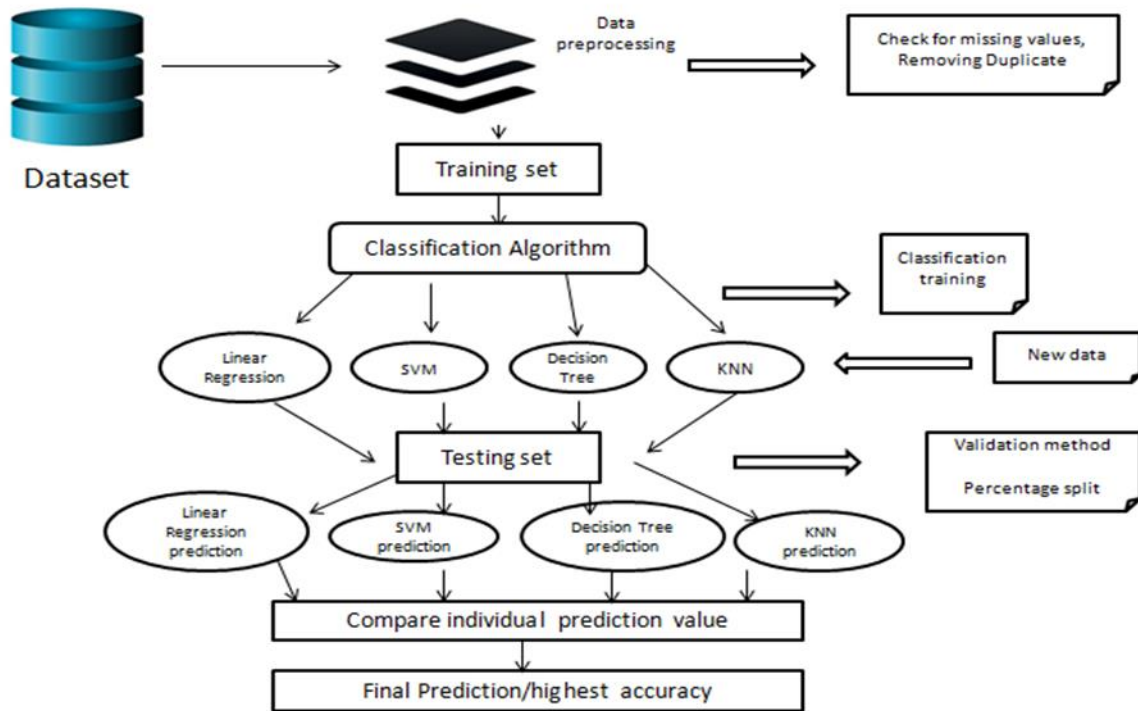 Data
preprocessing
Check for missing values,
Removing Duplicate
Dataset
Training set
Classification Algorithm
Classification
training
Linear
Regression
SVM
Decision
Tree
KNN
New data
Testing set
Validation method
Percentage split
Linear
Regression
prediction
SVM
prediction
Decision Tree
prediction
KNN
prediction
Compare individual prediction value
Final Prediction/highest accuracy